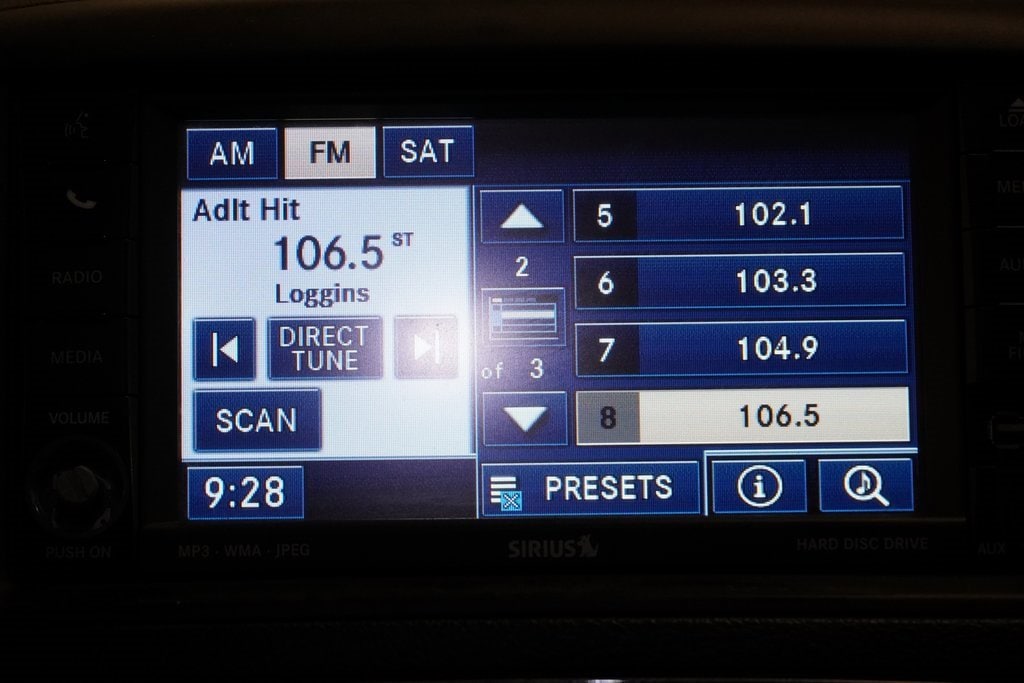 AM FM SAT
Adlt Hit
106.5 ST
Loggins
DIRECT
TUNE
SCAN
9:28
2
of 3
5 102.1
6 103.3
7 104.9
8 106.5
PRESETS
i
RADIO
MEDIA
VOLUME
PUSH ON
MP3 · WMA · JPEG
SIRIUS
HARD DISC DRIVE
AUX